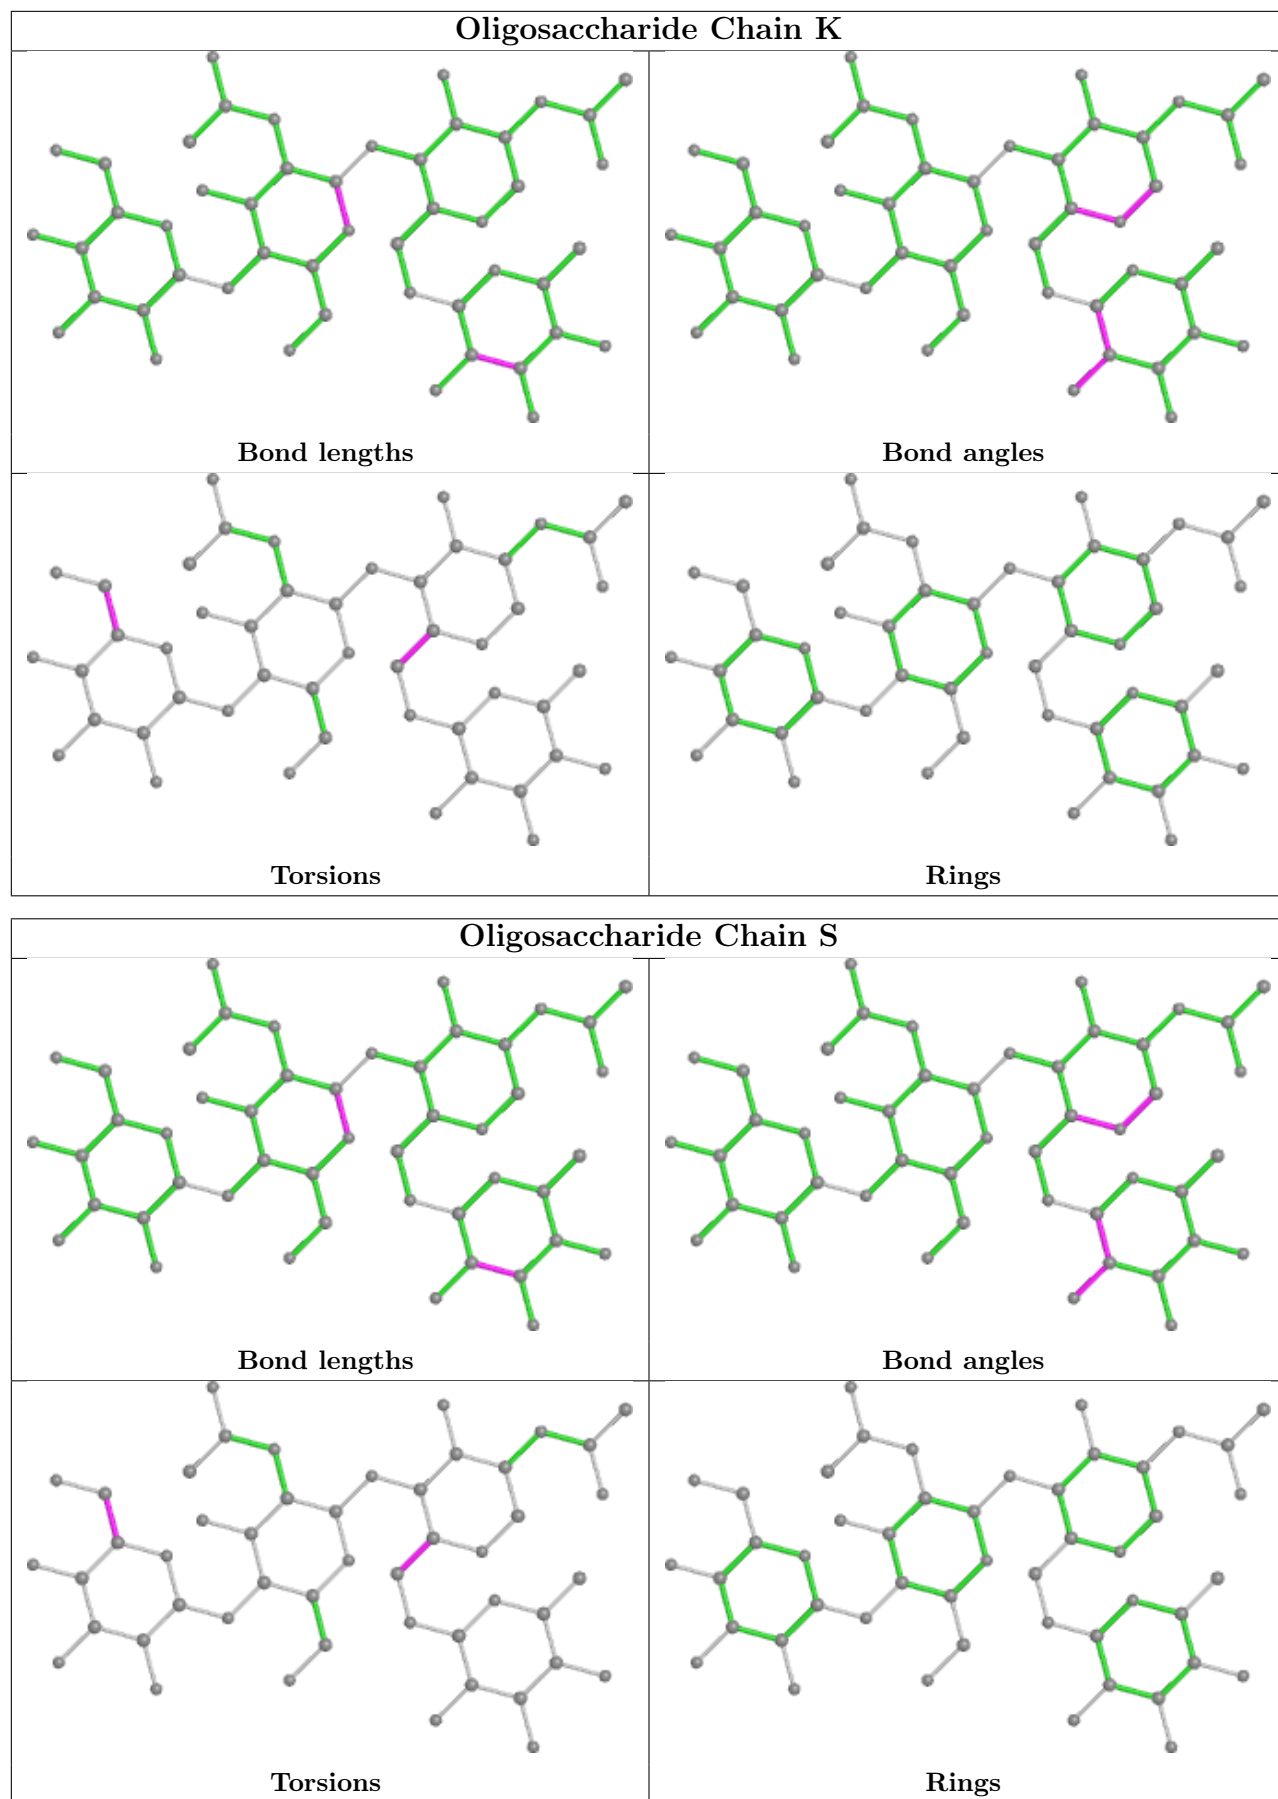 Oligosaccharide Chain K
Bond lengths
Bond angles
Torsions
Rings
Oligosaccharide Chain S
Bond lengths
Bond angles
Torsions
Rings